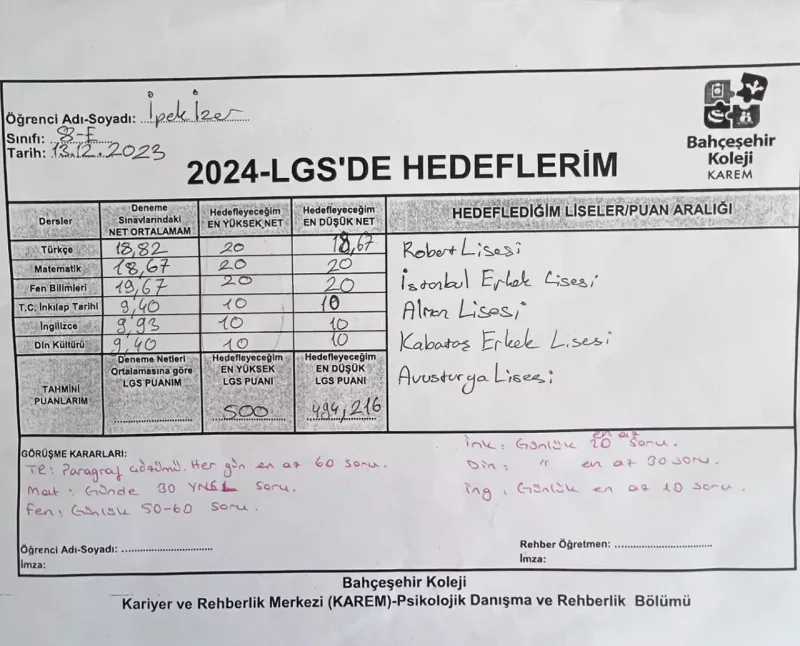 Öğrenci Adı-Soyadı: İpek İzer
Sınıfı: 8-E
Tarih: 13.12.2023
Bahçeşehir
Koleji
KAREM
2024-LGS'DE HEDEFLERİM
Dersler | Deneme Sınavlarındaki NET ORTALAMAM | Hedefleyeceğim EN YÜKSEK NET | Hedefleyeceğim EN DÜŞÜK NET | HEDEFLEDİĞİM LİSELER/PUAN ARALIĞI
Türkçe 18,82 20 18,67
Matematik 18,67 20 20
Fen Bilimleri 19,67 20 20
T.C. İnkılap Tarihi 9,40 10 10
İngilizce 9,93 10 10
Din Kültürü 9,40 10 10
Robert Lisesi
İstanbul Erkek Lisesi
Alman Lisesi
Kabataş Erkek Lisesi
Avusturya Lisesi
TAHMİNİ PUANLARIM | Deneme Netleri Ortalamasına göre LGS PUANIM | Hedefleyeceğim EN YÜKSEK LGS PUANI | Hedefleyeceğim EN DÜŞÜK LGS PUANI
500 494,216
GÖRÜŞME KARARLARI:
TR: Paragraf çözümü. Her gün en az 60 soru.
Mat: Günde 30 YNSL soru.
Fen: Günlük 50-60 soru.
İnk: Günlük en az 20 soru.
Din: " en az 30 soru.
İng: Günlük en az 10 soru.
Öğrenci Adı-Soyadı: ...........................
İmza:
Rehber Öğretmen: ...........................
İmza:
Bahçeşehir Koleji
Kariyer ve Rehberlik Merkezi (KAREM)-Psikolojik Danışma ve Rehberlik Bölümü